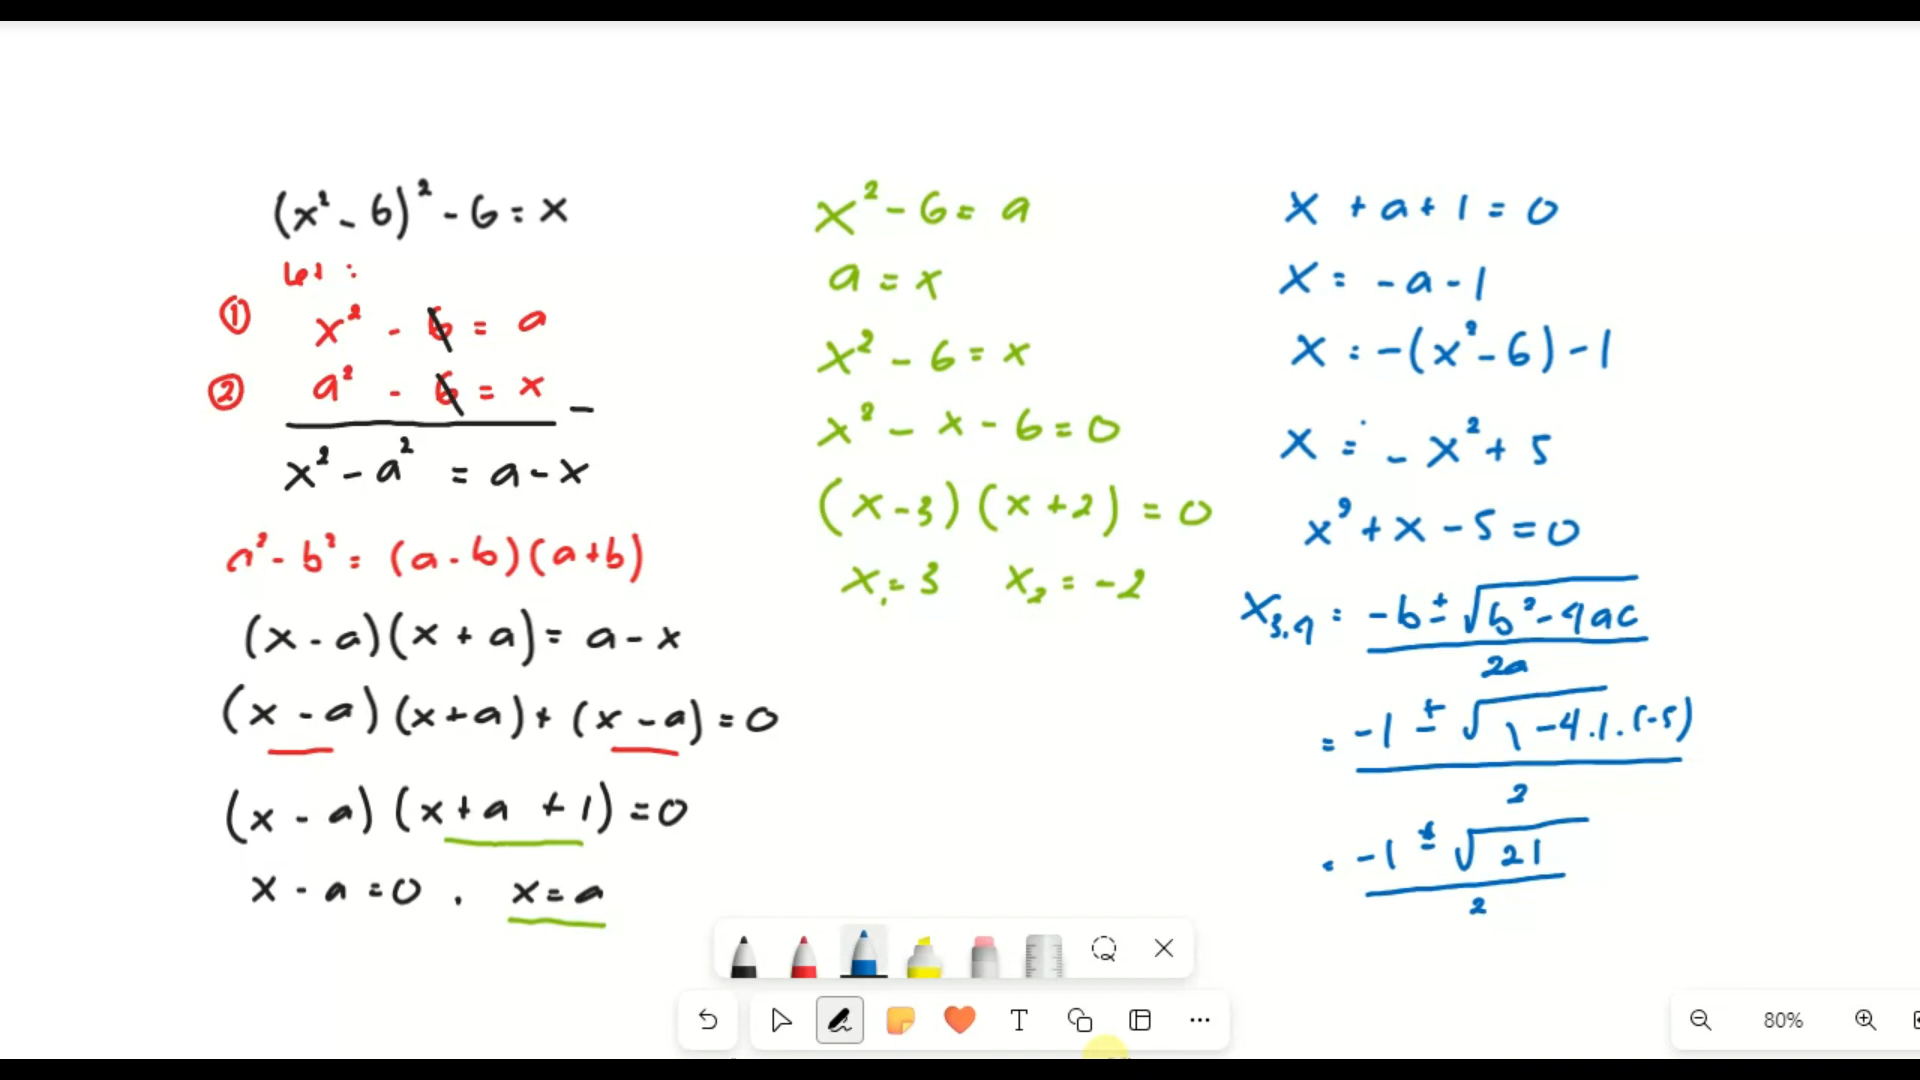 (x² - 6)² - 6 = x
let :
① x² - 6 = a
② a² - 6 = x
x² - a² = a - x
a² - b² = (a - b)(a + b)
(x - a)(x + a) = a - x
(x - a)(x + a) + (x - a) = 0
(x - a)(x + a + 1) = 0
x - a = 0 . x = a
x² - 6 = a
a = x
x² - 6 = x
x² - x - 6 = 0
(x - 3)(x + 2) = 0
x₁ = 3 x₂ = -2
x + a + 1 = 0
x = -a - 1
x = -(x² - 6) - 1
x = -x² + 5
x² + x - 5 = 0
x₃.₄ = (-b ± √(b² - 4ac)) / 2a
= (-1 ± √(1 - 4.1.(-5))) / 2
= (-1 ± √21) / 2
T
80%